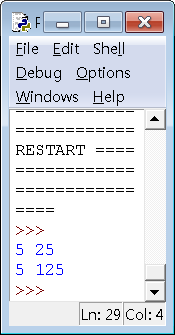 F
File Edit Shell
Debug Options
Windows Help
============
RESTART ====
============
============
====
>>>
5 25
5 125
>>>
Ln: 29 Col: 4